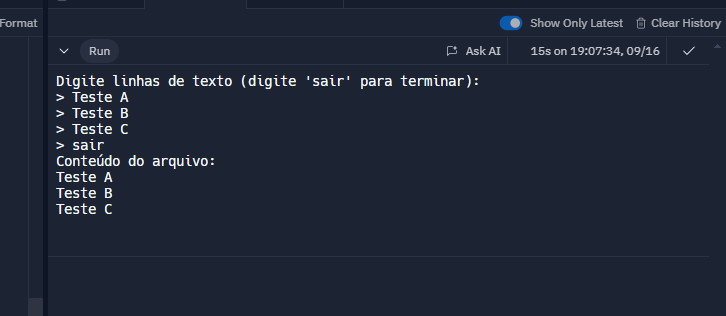 Format
Show Only Latest
Clear History
Run
Ask AI
15s on 19:07:34, 09/16
Digite linhas de texto (digite 'sair' para terminar):
> Teste A
> Teste B
> Teste C
> sair
Conteúdo do arquivo:
Teste A
Teste B
Teste C